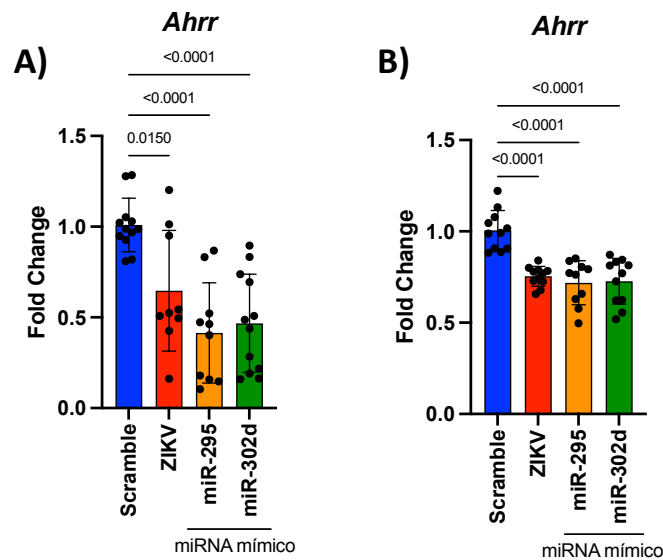 A)
Ahrr
<0.0001
<0.0001
0.0150
Fold Change
1.5
1.0
0.5
0.0
Scramble
ZIKV
miR-295
miR-302d
miRNA mímico
B)
Ahrr
<0.0001
<0.0001
<0.0001
Fold Change
1.5
1.0
0.5
0.0
Scramble
ZIKV
miR-295
miR-302d
miRNA mímico